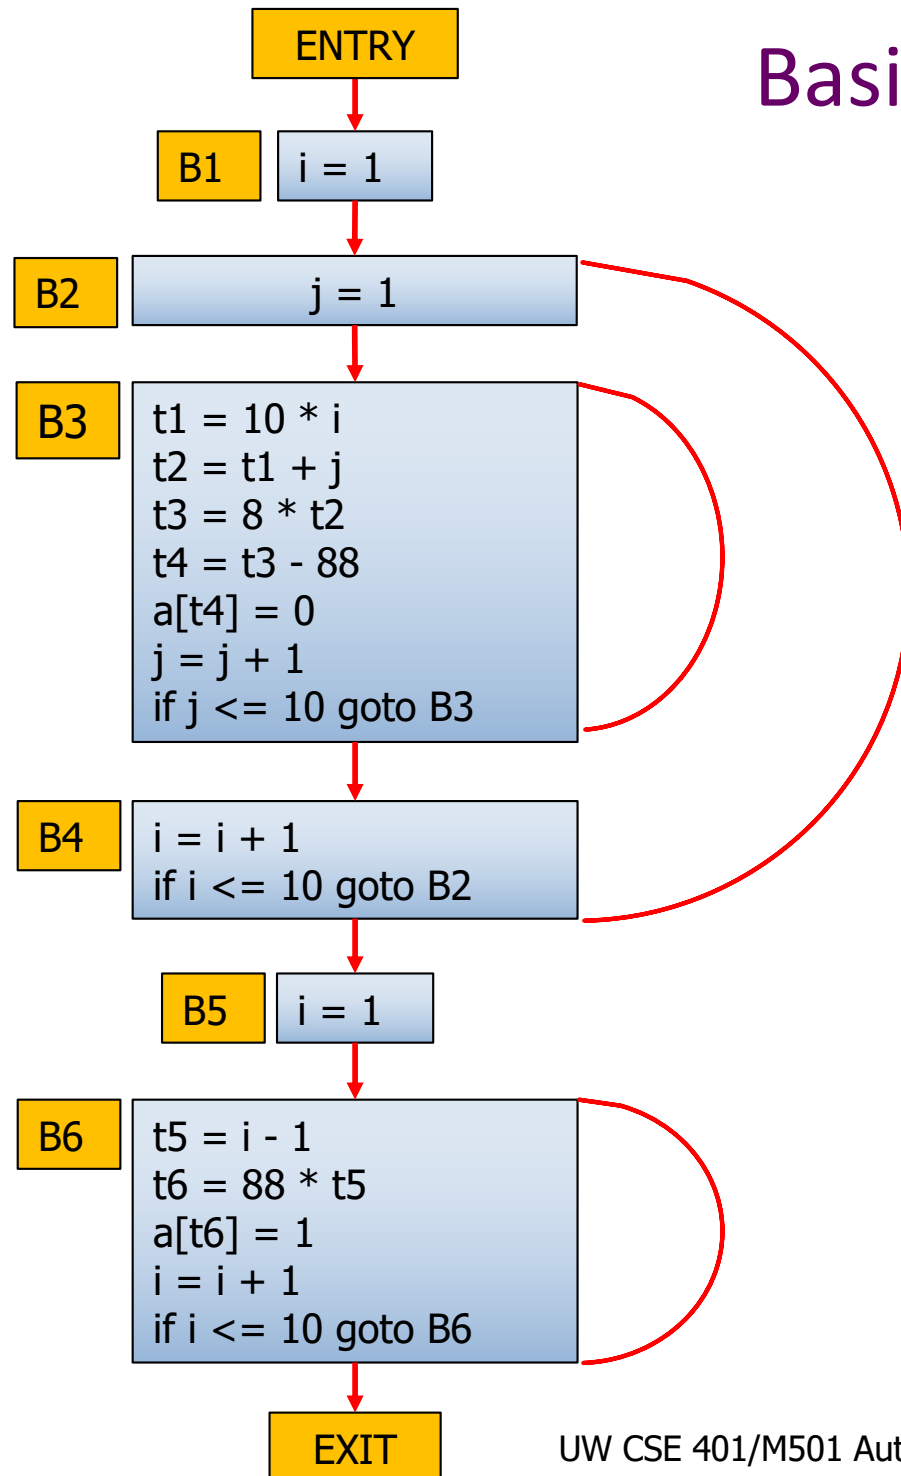 ENTRY
Basi
B1
i = 1
B2
j = 1
B3
t1 = 10 * i
t2 = t1 + j
t3 = 8 * t2
t4 = t3 - 88
a[t4] = 0
j = j + 1
if j <= 10 goto B3
B4
i = i + 1
if i <= 10 goto B2
B5
i = 1
B6
t5 = i - 1
t6 = 88 * t5
a[t6] = 1
i = i + 1
if i <= 10 goto B6
EXIT
UW CSE 401/M501 Aut